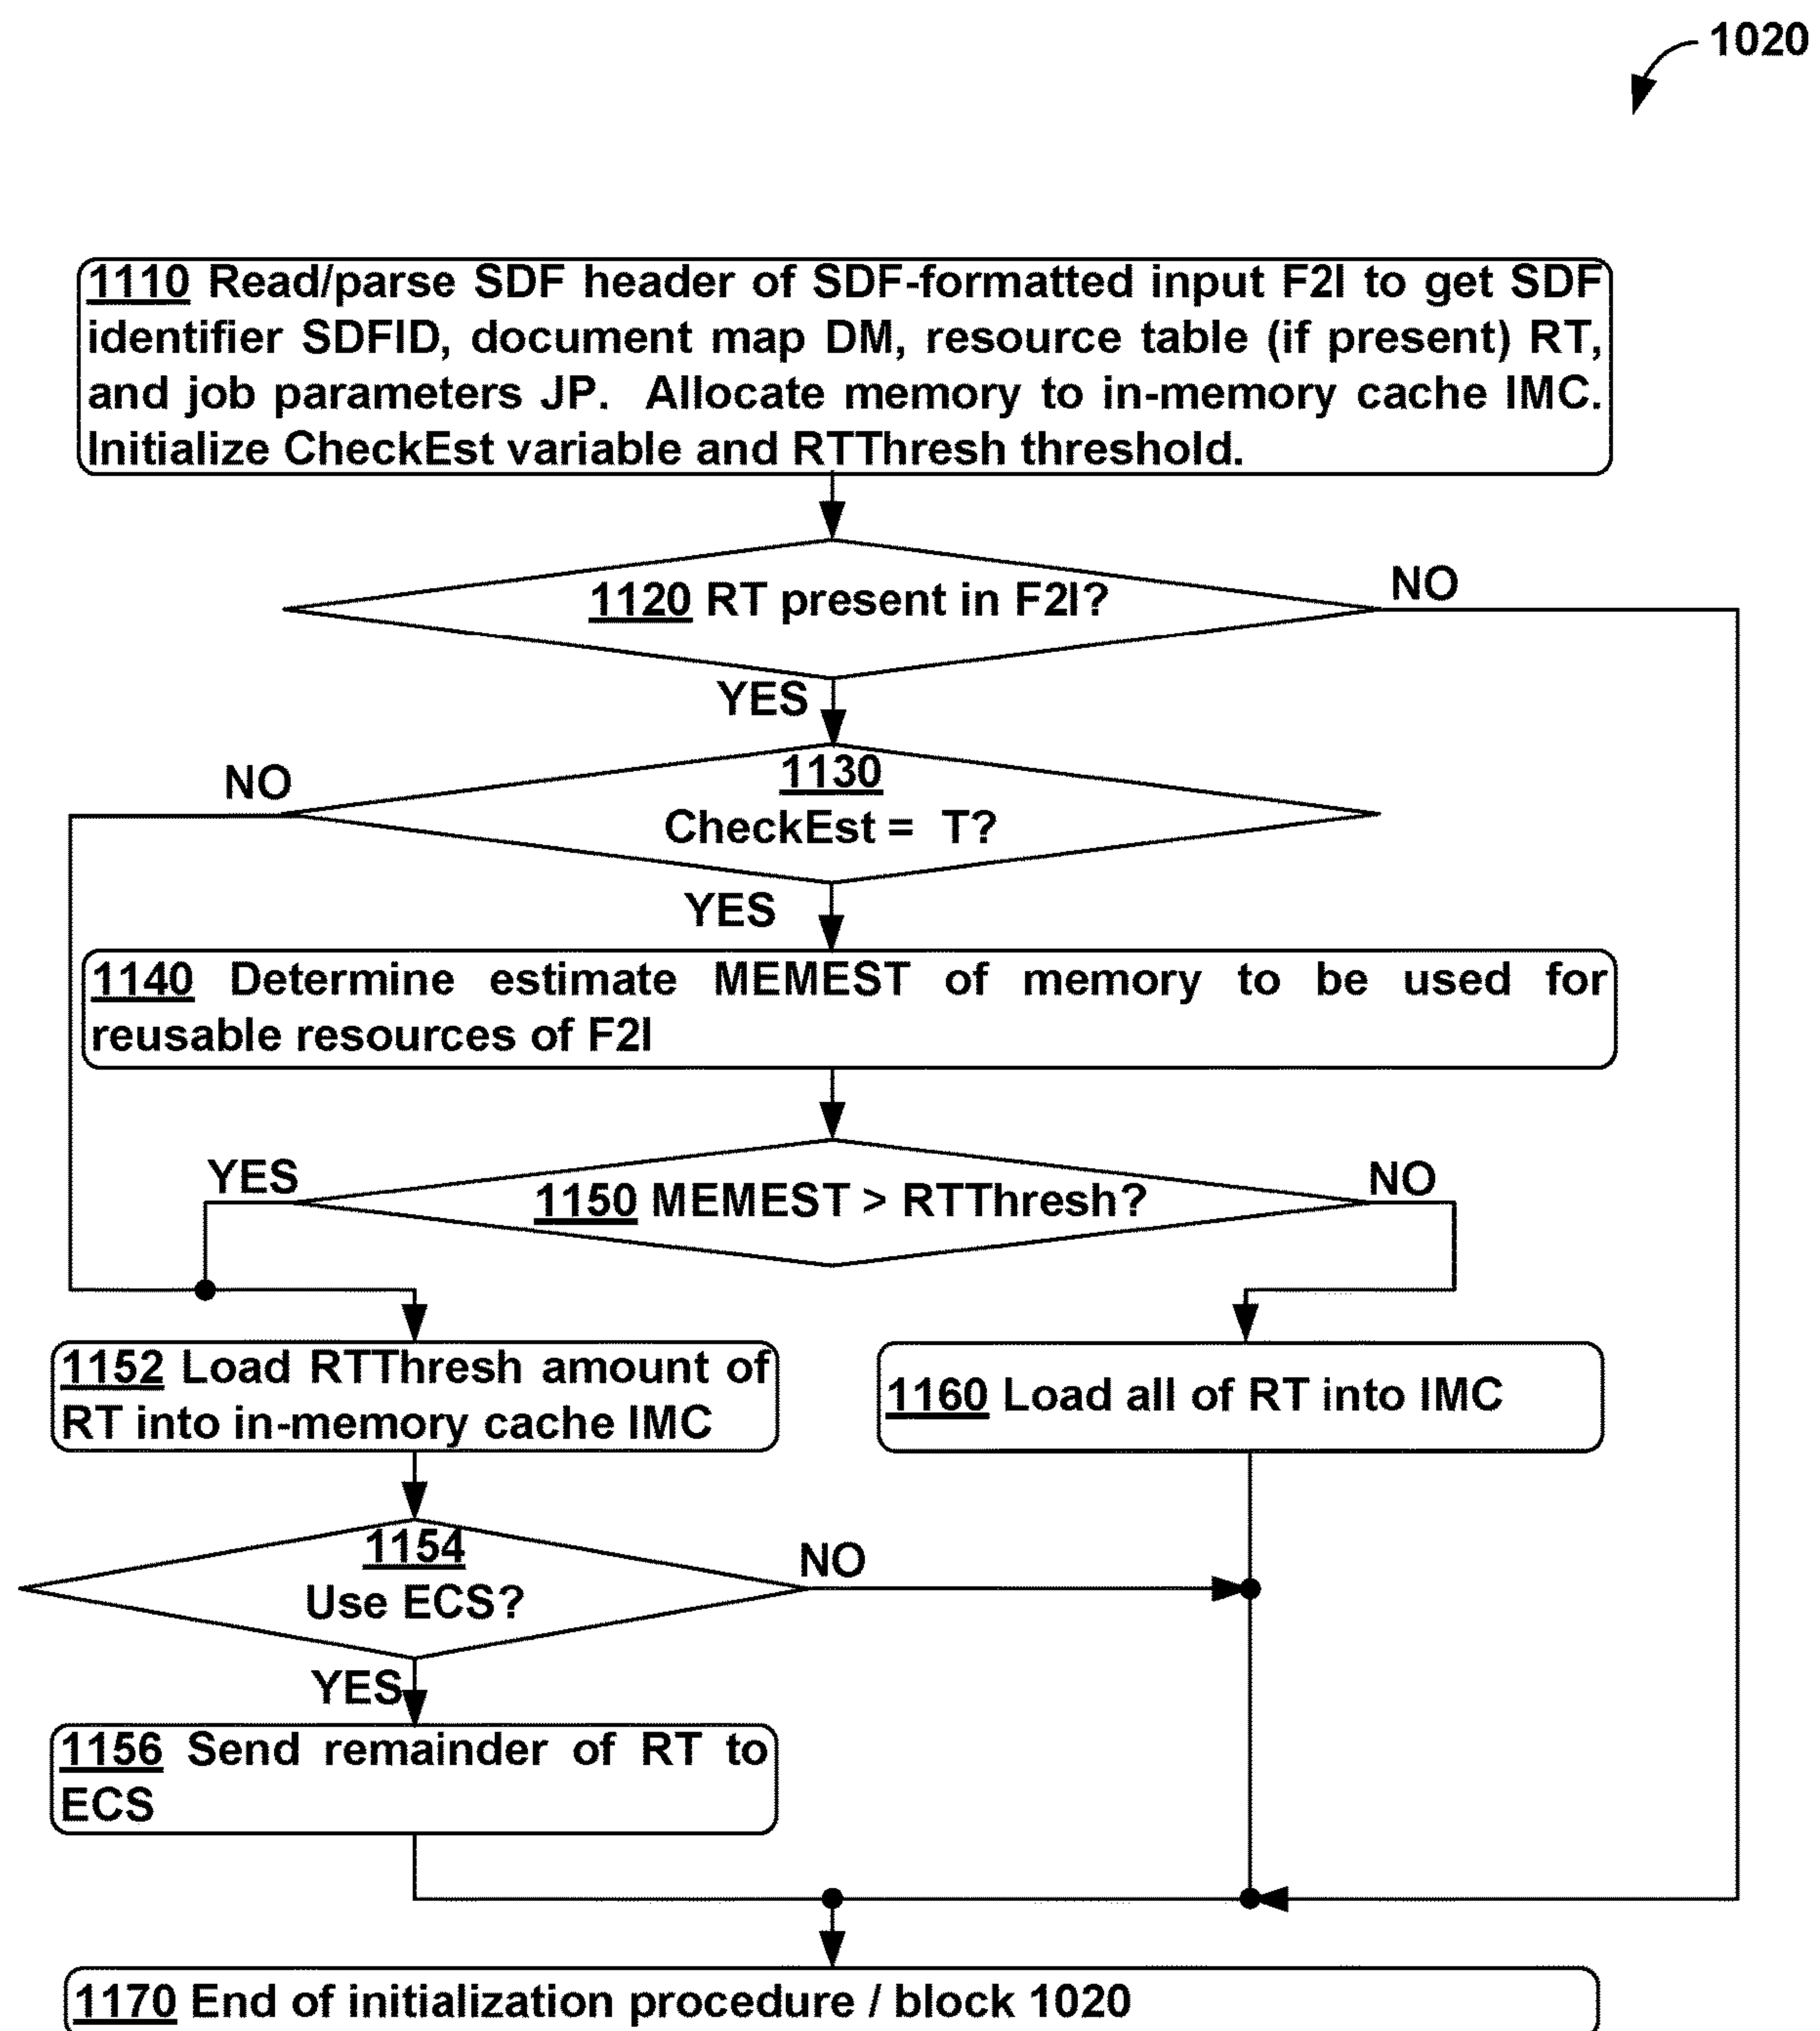 1020
1110 Read/parse SDF header of SDF-formatted input F2I to get SDF
identifier SDFID, document map DM, resource table (if present) RT,
and job parameters JP. Allocate memory to in-memory cache IMC.
Initialize CheckEst variable and RTThresh threshold.
1120 RT present in F2I?
NO
YES
1130
CheckEst = T?
NO
YES
1140 Determine estimate MEMEST of memory to be used for
reusable resources of F2I
1150 MEMEST > RTThresh?
YES
NO
1152 Load RTThresh amount of
RT into in-memory cache IMC
1160 Load all of RT into IMC
1154
Use ECS?
NO
YES
1156 Send remainder of RT to
ECS
1170 End of initialization procedure / block 1020